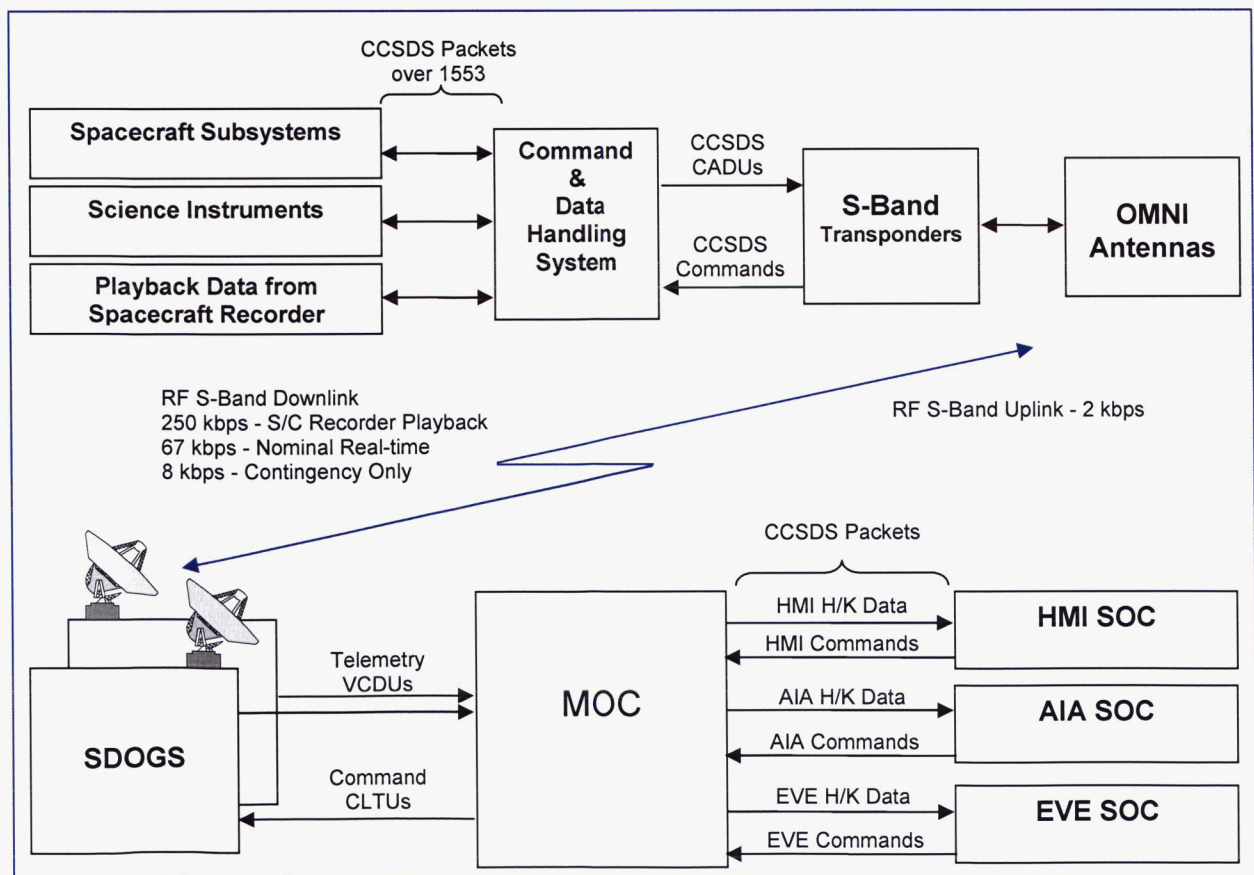 CCSDS Packets
over 1553
Spacecraft Subsystems
Science Instruments
Playback Data from
Spacecraft Recorder
Command
&
Data
Handling
System
CCSDS
CADUs
CCSDS
Commands
S-Band
Transponders
OMNI
Antennas
RF S-Band Downlink
250 kbps - S/C Recorder Playback
67 kbps - Nominal Real-time
8 kbps - Contingency Only
RF S-Band Uplink - 2 kbps
SDOGS
Telemetry
VCDUs
Command
CLTUs
MOC
CCSDS Packets
HMI H/K Data
HMI Commands
HMI SOC
AIA H/K Data
AIA Commands
AIA SOC
EVE H/K Data
EVE Commands
EVE SOC